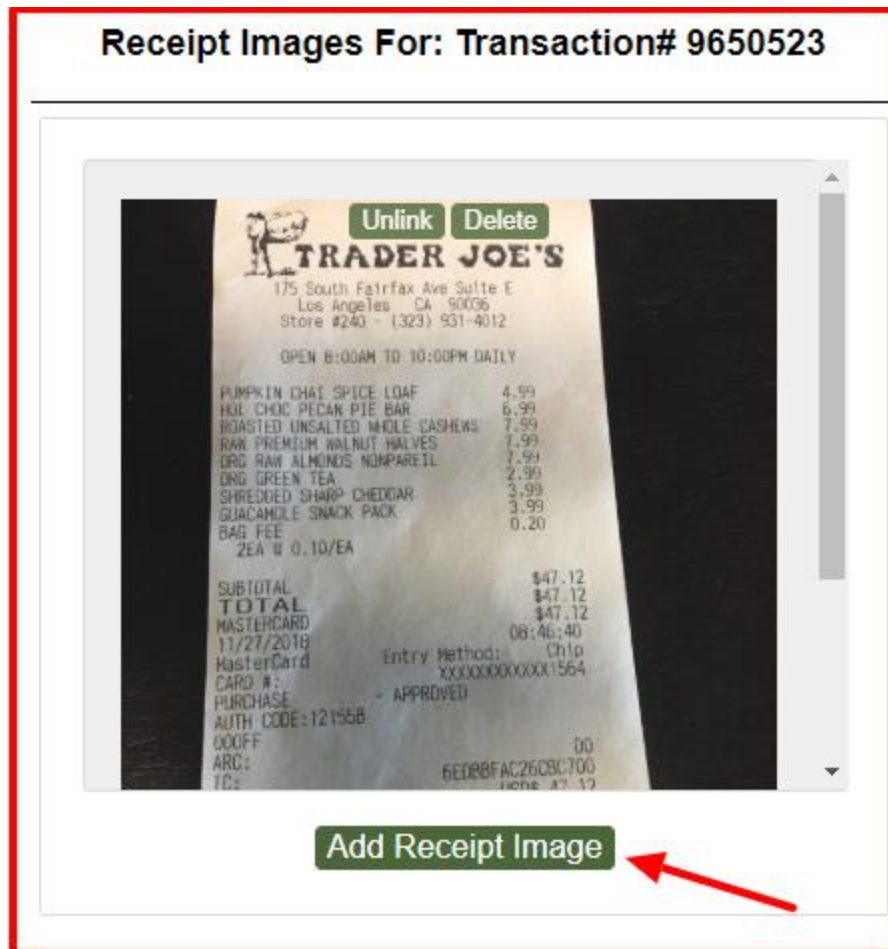 Receipt Images For: Transaction# 9650523
Unlink Delete
TRADER JOE'S
175 South Fairfax Ave Suite E
Los Angeles CA 90036
Store #240 - (323) 931-4012
OPEN 8:00AM TO 10:00PM DAILY
PUMPKIN CHAI SPICE LOAF 4.99
HOL CHOC PECAN PIE BAR 6.99
ROASTED UNSALTED WHOLE CASHEWS 7.99
RAW PREMIUM WALNUT HALVES 7.99
ORG RAW ALMONDS NONPAREIL 7.99
ORG GREEN TEA 2.99
SHREDDED SHARP CHEDDAR 3.99
GUACAMOLE SNACK PACK 3.99
BAG FEE 0.20
2EA @ 0.10/EA
SUBTOTAL $47.12
TOTAL $47.12
MASTERCARD $47.12
11/27/2018 08:46:40
MasterCard Entry Method: Chip
CARD #: XXXXXXXXXXXX1564
PURCHASE - APPROVED
AUTH CODE:12155B
00OFF
ARC: 00
TC: 6ED8BFAC26C8C700
USD$ 47.12
Add Receipt Image